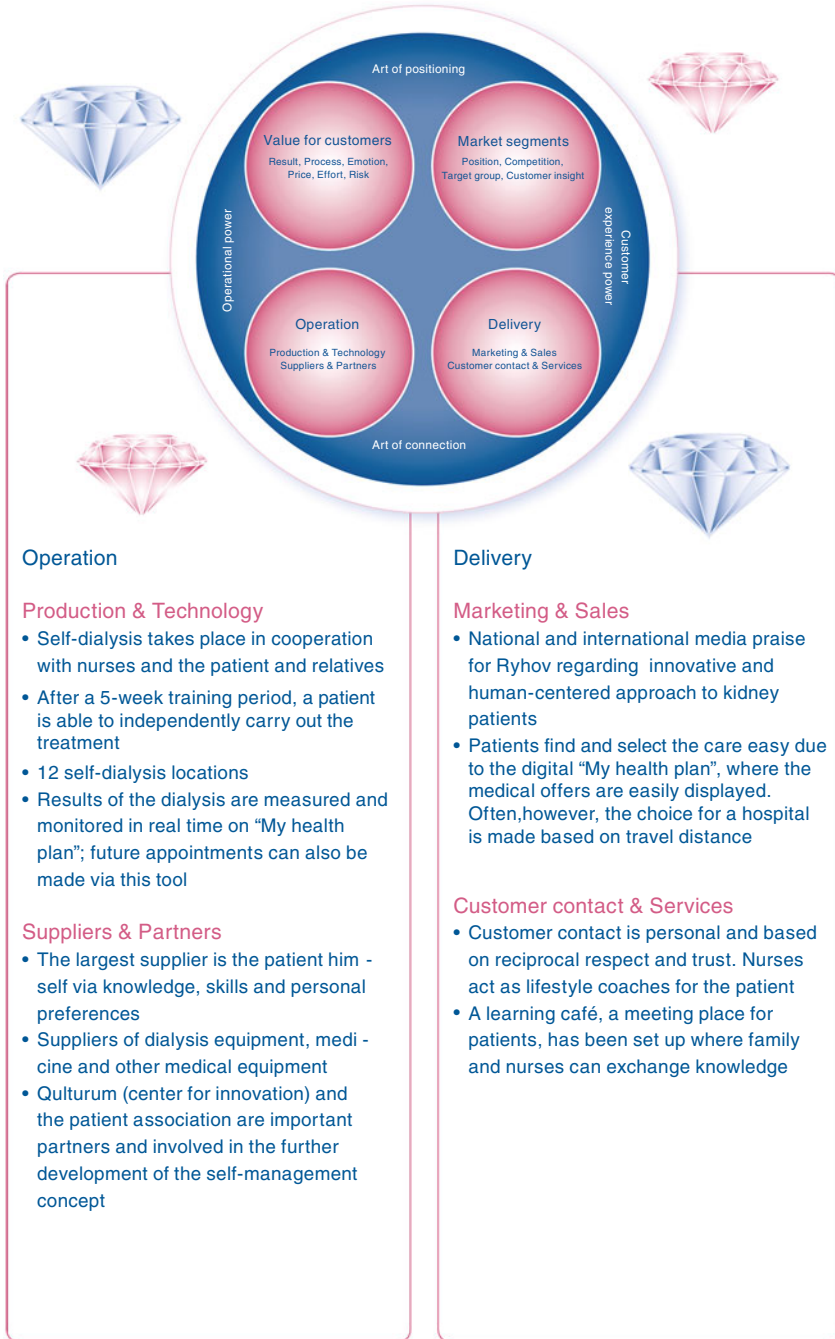 Art of positioning
Value for customers
Result, Process, Emotion,
Price, Effort, Risk
Market segments
Position, Competition,
Target group, Customer insight
Operational power
Customer
experience power
Operation
Production & Technology
Suppliers & Partners
Delivery
Marketing & Sales
Customer contact & Services
Art of connection
Operation
Production & Technology
• Self-dialysis takes place in cooperation
with nurses and the patient and relatives
• After a 5-week training period, a patient
is able to independently carry out the
treatment
• 12 self-dialysis locations
• Results of the dialysis are measured and
monitored in real time on “My health
plan”; future appointments can also be
made via this tool
Suppliers & Partners
• The largest supplier is the patient him -
self via knowledge, skills and personal
preferences
• Suppliers of dialysis equipment, medi -
cine and other medical equipment
• Qulturum (center for innovation) and
the patient association are important
partners and involved in the further
development of the self-management
concept
Delivery
Marketing & Sales
• National and international media praise
for Ryhov regarding innovative and
human-centered approach to kidney
patients
• Patients find and select the care easy due
to the digital “My health plan”, where the
medical offers are easily displayed.
Often,however, the choice for a hospital
is made based on travel distance
Customer contact & Services
• Customer contact is personal and based
on reciprocal respect and trust. Nurses
act as lifestyle coaches for the patient
• A learning café, a meeting place for
patients, has been set up where family
and nurses can exchange knowledge